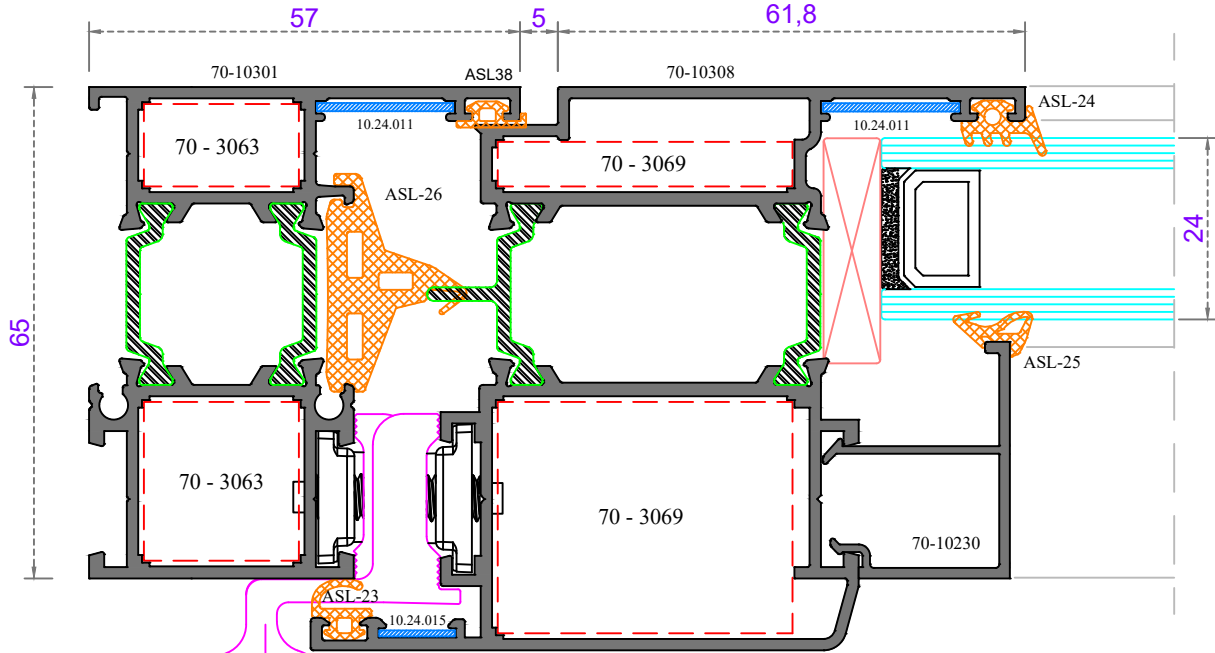 57
5
61,8
70-10301
ASL38
70-10308
ASL-24
10.24.011
10.24.011
70 - 3063
70 - 3069
ASL-26
24
65
ASL-25
70 - 3063
70 - 3069
70-10230
ASL-23
10.24.015